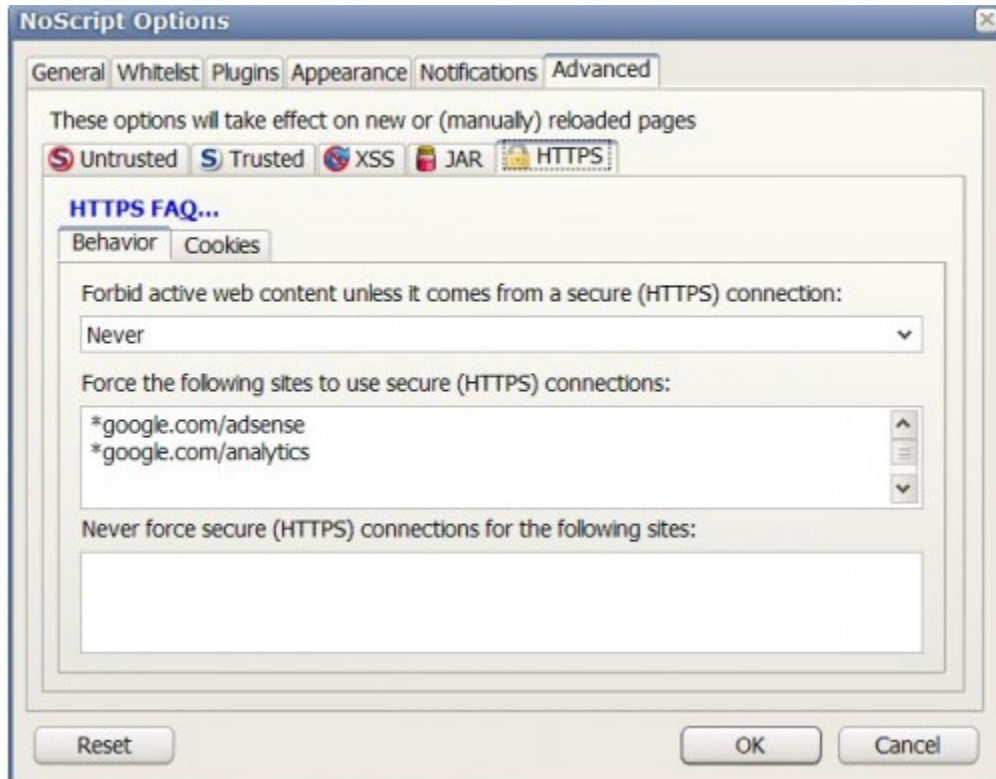 NoScript Options
General Whitelist Plugins Appearance Notifications Advanced
These options will take effect on new or (manually) reloaded pages
Untrusted Trusted XSS JAR HTTPS
HTTPS FAQ...
Behavior Cookies
Forbid active web content unless it comes from a secure (HTTPS) connection:
Never
Force the following sites to use secure (HTTPS) connections:
*google.com/adsense
*google.com/analytics
Never force secure (HTTPS) connections for the following sites:
Reset OK Cancel